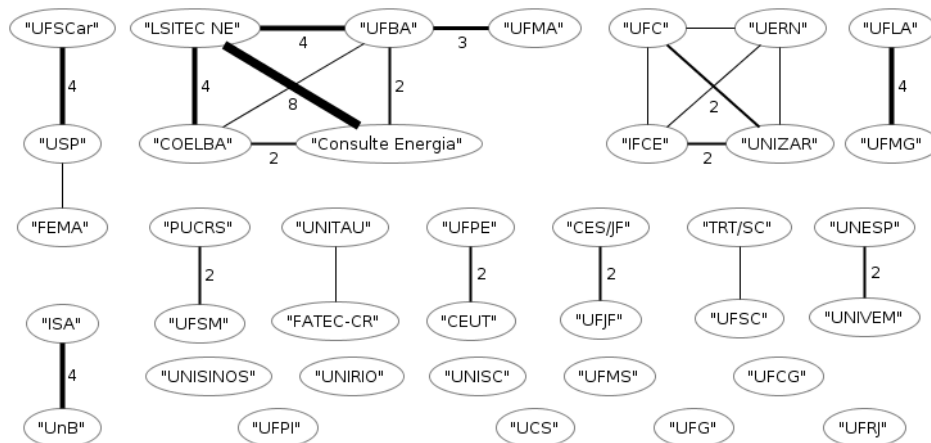 "UFSCar" "LSITEC NE" 4 "UFBA" 3 "UFMA" "UFC" "UERN" "UFLA"
4 4 8 2 2 4
"USP" "COELBA" 2 "Consulte Energia" "IFCE" 2 "UNIZAR" "UFMG"
"FEMA" "PUCRS" "UNITAU" "UFPE" "CES/JF" "TRT/SC" "UNESP"
2 2 2 2
"ISA" "UFSM" "FATEC-CR" "CEUT" "UFJF" "UFSC" "UNIVEM"
4 "UNISINOS" "UNIRIO" "UNISC" "UFMS" "UFCG"
"UnB" "UFPI" "UCS" "UFG" "UFRJ"